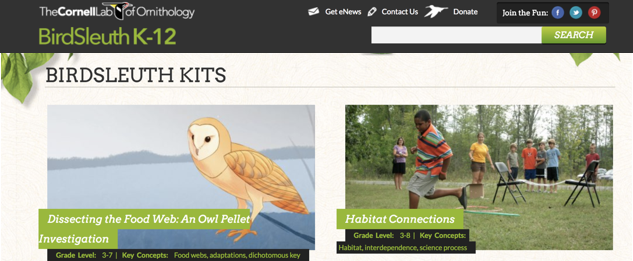 The CornellLab of Ornithology
Get eNews Contact Us Donate Join the Fun:
BirdSleuth K-12
SEARCH
BIRDSLEUTH KITS
Dissecting the Food Web: An Owl Pellet
Investigation
Grade Level: 3-7 | Key Concepts: Food webs, adaptations, dichotomous key
Habitat Connections
Grade Level: 3-8 | Key Concepts:
Habitat, interdependence, science process